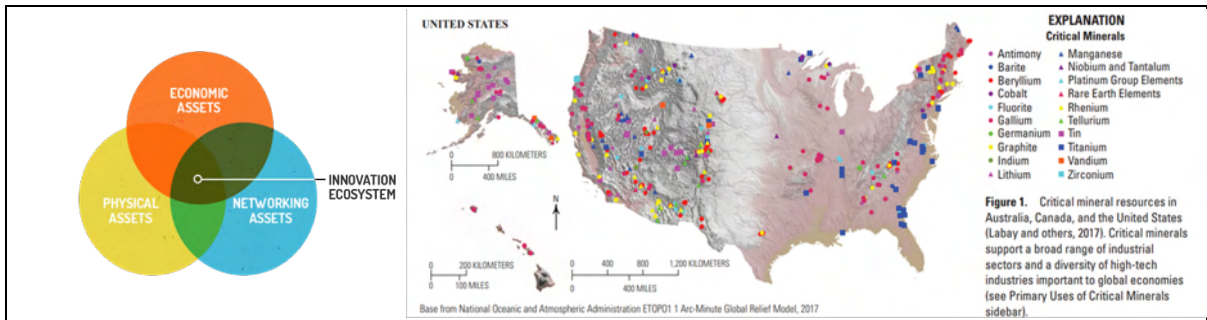 ECONOMIC
ASSETS
PHYSICAL
ASSETS
NETWORKING
ASSETS
INNOVATION
ECOSYSTEM
UNITED STATES
0 800 KILOMETERS
0 400 MILES
0 200 KILOMETERS
0 100 MILES
N
0 400 800 1,200 KILOMETERS
0 400 MILES
Base from National Oceanic and Atmospheric Administration ETOPO1 1 Arc-Minute Global Relief Model, 2017
EXPLANATION
Critical Minerals
Antimony
Barite
Beryllium
Cobalt
Fluorite
Gallium
Germanium
Graphite
Indium
Lithium
Manganese
Niobium and Tantalum
Platinum Group Elements
Rare Earth Elements
Rhenium
Tellurium
Tin
Titanium
Vandium
Zirconium
Figure 1. Critical mineral resources in
Australia, Canada, and the United States
(Labay and others, 2017). Critical minerals
support a broad range of industrial
sectors and a diversity of high-tech
industries important to global economies
(see Primary Uses of Critical Minerals
sidebar).